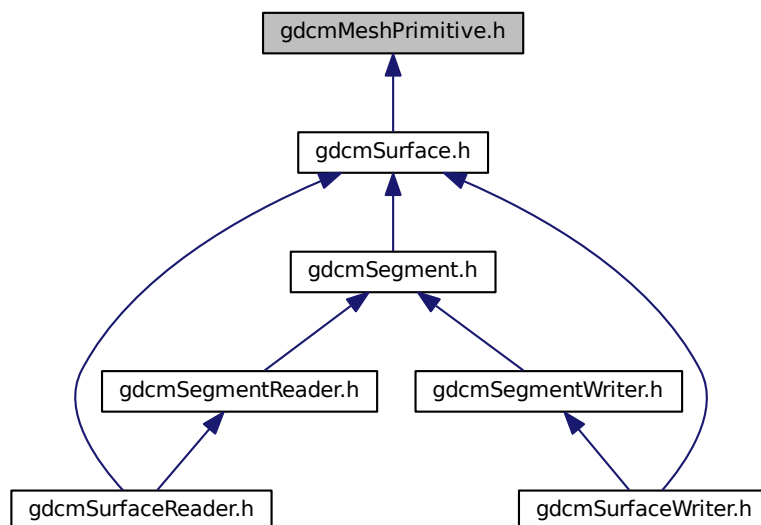 gdcmMeshPrimitive.h
gdcmSurface.h
gdcmSegment.h
gdcmSegmentReader.h
gdcmSegmentWriter.h
gdcmSurfaceReader.h
gdcmSurfaceWriter.h